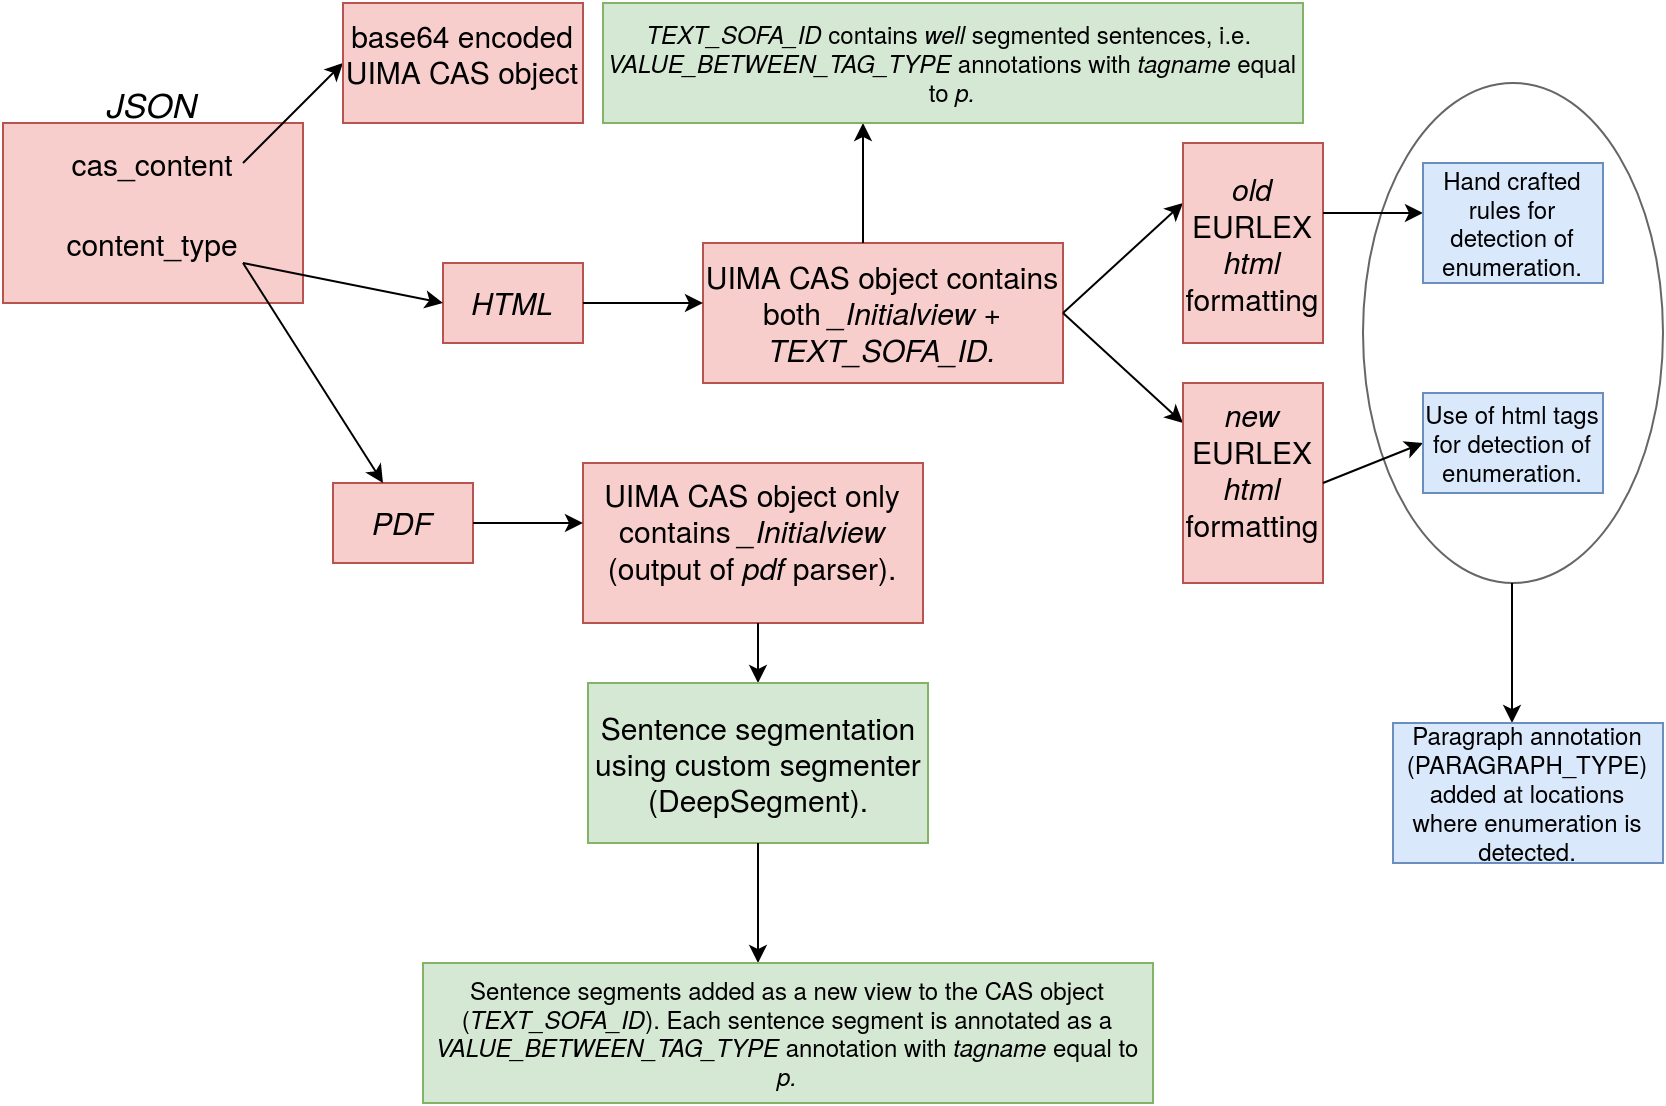 base64 encoded
UIMA CAS object
TEXT_SOFA_ID contains well segmented sentences, i.e.
VALUE_BETWEEN_TAG_TYPE annotations with tagname equal
to p.
JSON
cas_content
content_type
HTML
UIMA CAS object contains
both _Initialview +
TEXT_SOFA_ID.
old
EURLEX
html
formatting
Hand crafted
rules for
detection of
enumeration.
new
EURLEX
html
formatting
Use of html tags
for detection of
enumeration.
PDF
UIMA CAS object only
contains _Initialview
(output of pdf parser).
Sentence segmentation
using custom segmenter
(DeepSegment).
Paragraph annotation
(PARAGRAPH_TYPE)
added at locations
where enumeration is
detected.
Sentence segments added as a new view to the CAS object
(TEXT_SOFA_ID). Each sentence segment is annotated as a
VALUE_BETWEEN_TAG_TYPE annotation with tagname equal to
p.